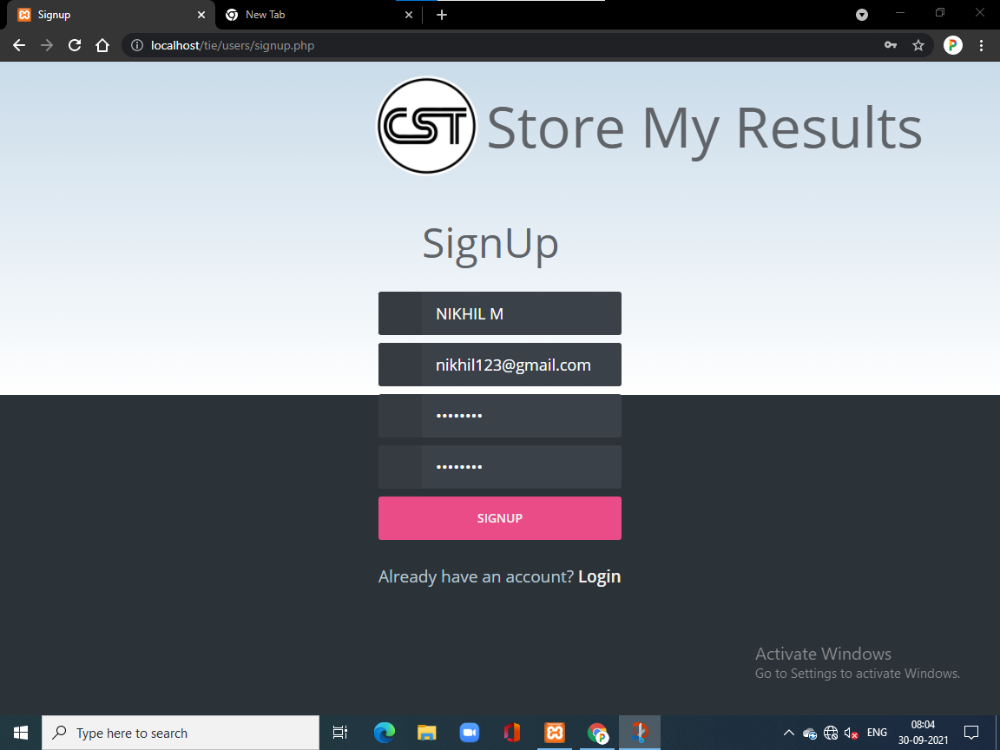 Signup
New Tab
localhost/tie/users/signup.php
P
CST Store My Results
SignUp
NIKHIL M
nikhil123@gmail.com
••••••••
••••••••
SIGNUP
Already have an account? Login
Activate Windows
Go to Settings to activate Windows.
Type here to search
P
ENG
08:04
30-09-2021